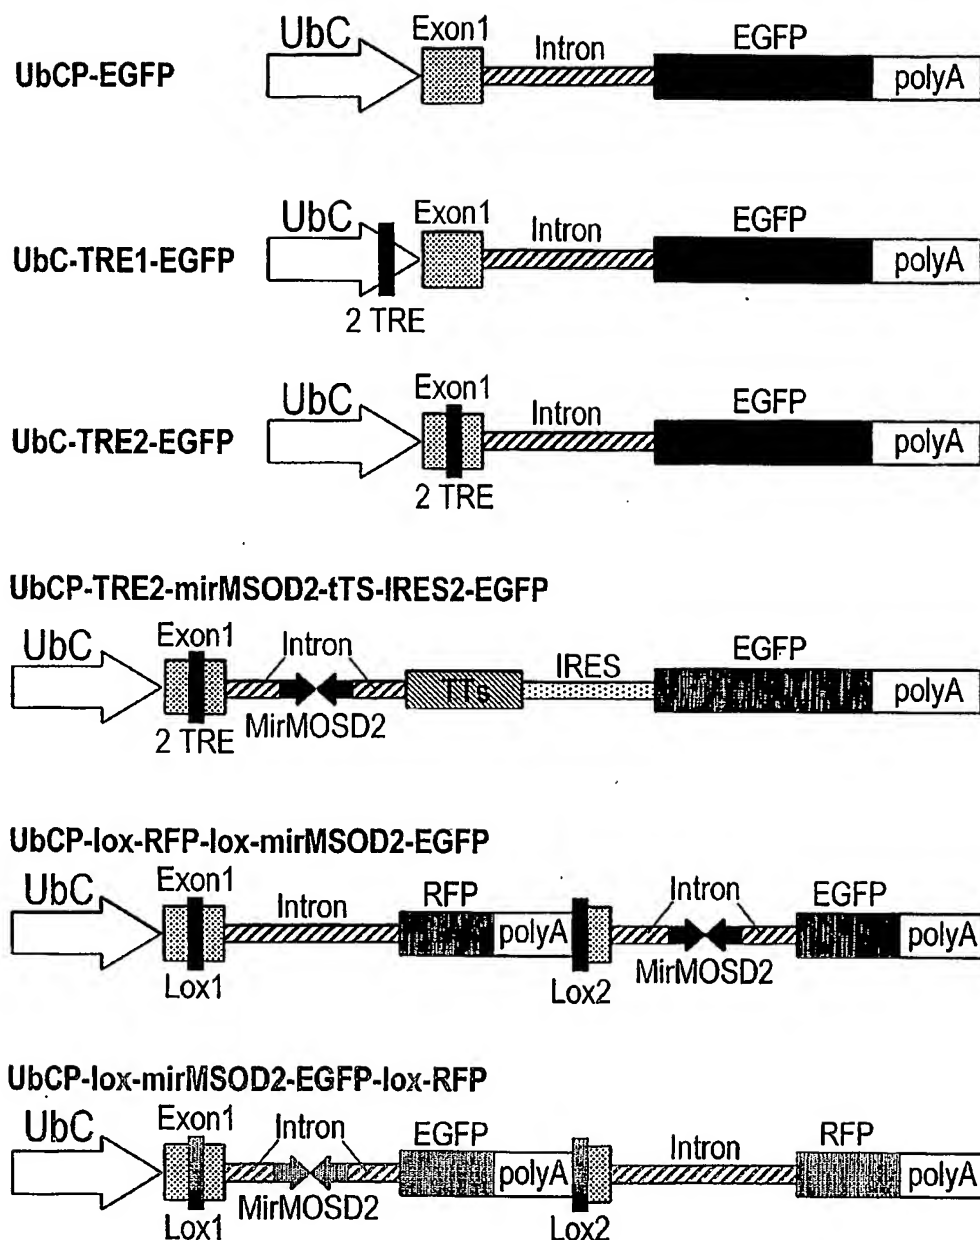 UbC Exon1 Intron EGFP
UbCP-EGFP polyA
UbC Exon1 Intron EGFP
UbC-TRE1-EGFP polyA
2 TRE
UbC Exon1 Intron EGFP
UbC-TRE2-EGFP polyA
2 TRE
UbCP-TRE2-mirMSOD2-tTS-IRES2-EGFP
UbC Exon1 Intron IRES EGFP
TTs polyA
2 TRE MirMOSD2
UbCP-lox-RFP-lox-mirMSOD2-EGFP
UbC Exon1 Intron RFP Intron EGFP
polyA polyA
Lox1 Lox2 MirMOSD2
UbCP-lox-mirMSOD2-EGFP-lox-RFP
UbC Exon1 Intron EGFP Intron RFP
polyA polyA
Lox1 MirMOSD2 Lox2